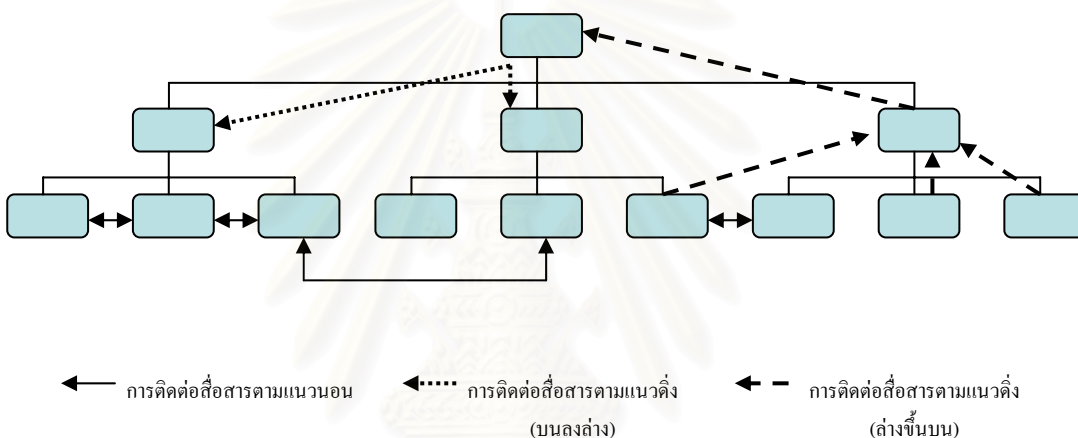 การติดต่อสื่อสารตามแนวนอน
การติดต่อสื่อสารตามแนวดิ่ง
(บนลงล่าง)
การติดต่อสื่อสารตามแนวดิ่ง
(ล่างขึ้นบน)